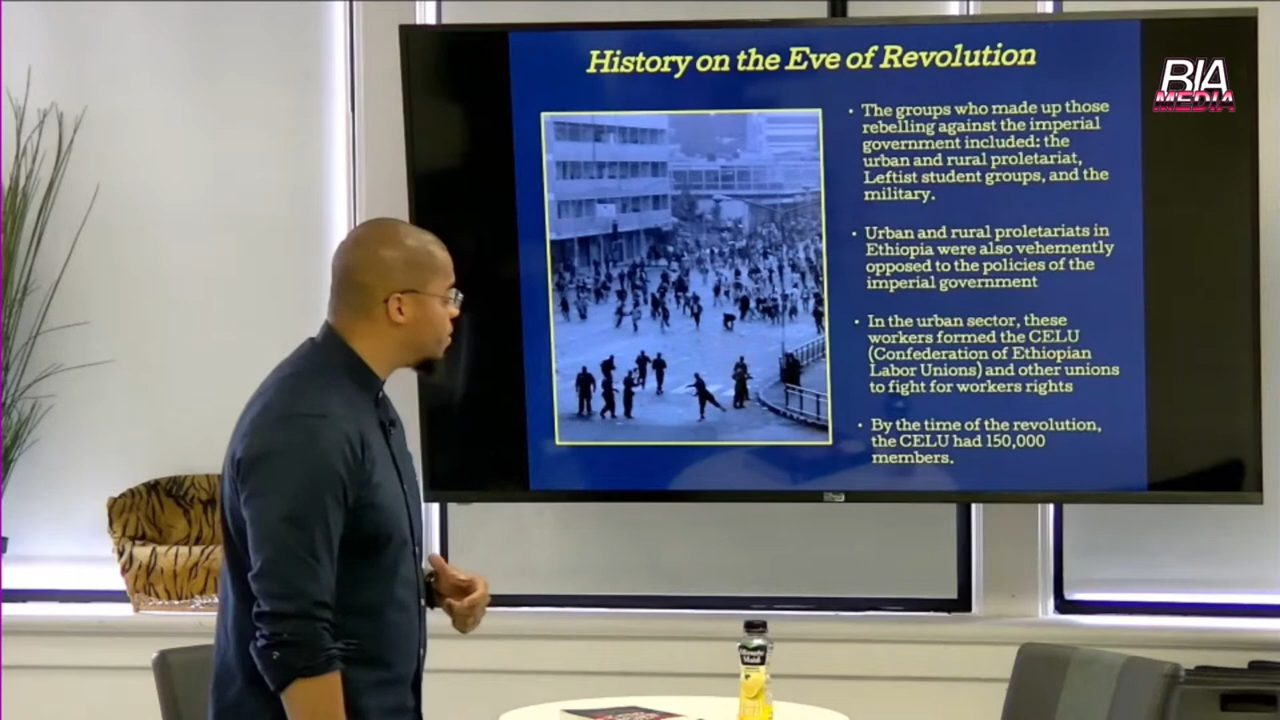 History on the Eve of Revolution
BIA
MEDIA
• The groups who made up those
rebelling against the imperial
government included: the
urban and rural proletariat,
Leftist student groups, and the
military.
• Urban and rural proletariats in
Ethiopia were also vehemently
opposed to the policies of the
imperial government
• In the urban sector, these
workers formed the CELU
(Confederation of Ethiopian
Labor Unions) and other unions
to fight for workers rights
• By the time of the revolution,
the CELU had 150,000
members.
Minute
Maid